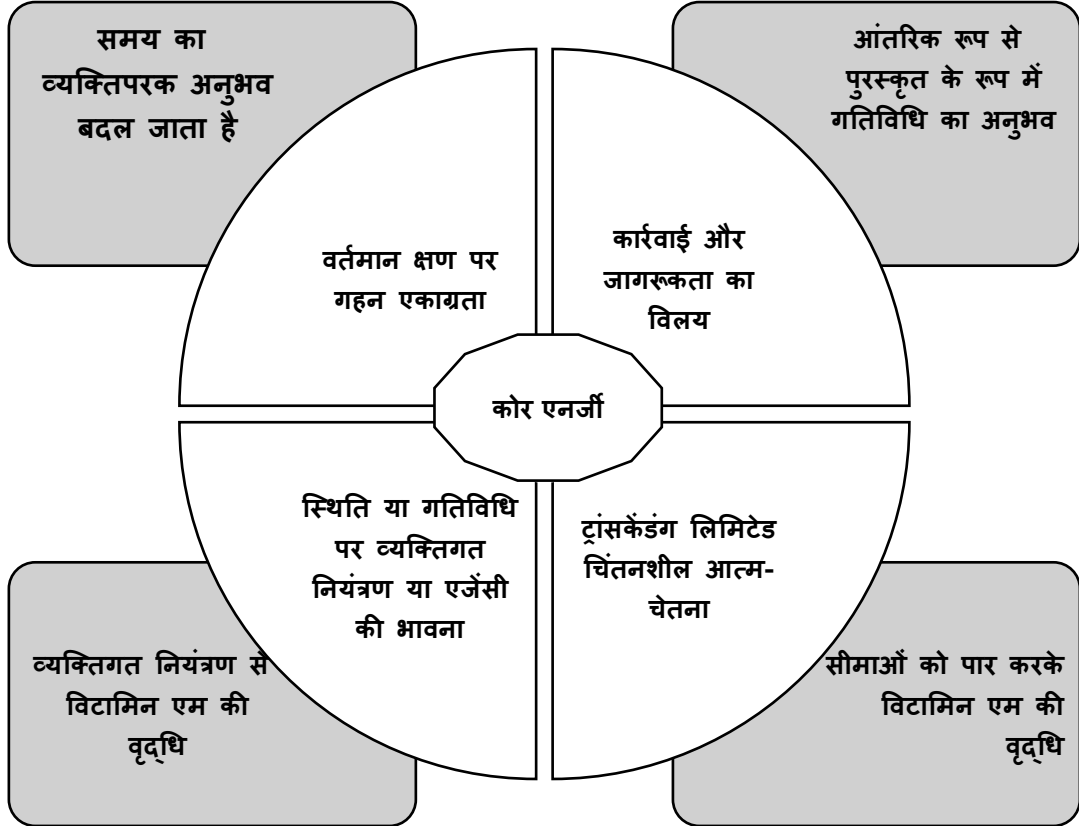 समय का
व्यक्तिपरक अनुभव
बदल जाता है
आंतरिक रूप से
पुरस्कृत के रूप में
गतिविधि का अनुभव
वर्तमान क्षण पर
गहन एकाग्रता
कार्रवाई और
जागरूकता का
विलय
कोर एनर्जी
स्थिति या गतिविधि
पर व्यक्तिगत
नियंत्रण या एजेंसी
की भावना
ट्रांसकेंडंग लिमिटेड
चिंतनशील आत्म-
चेतना
व्यक्तिगत नियंत्रण से
विटामिन एम की
वृद्धि
सीमाओं को पार करके
विटामिन एम की
वृद्धि